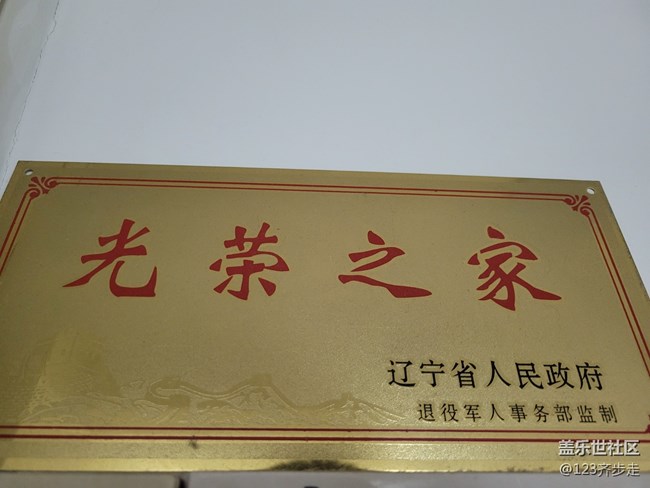 光荣之家
辽宁省人民政府
退役军人事务部监制
盖乐世社区
@123齐步走